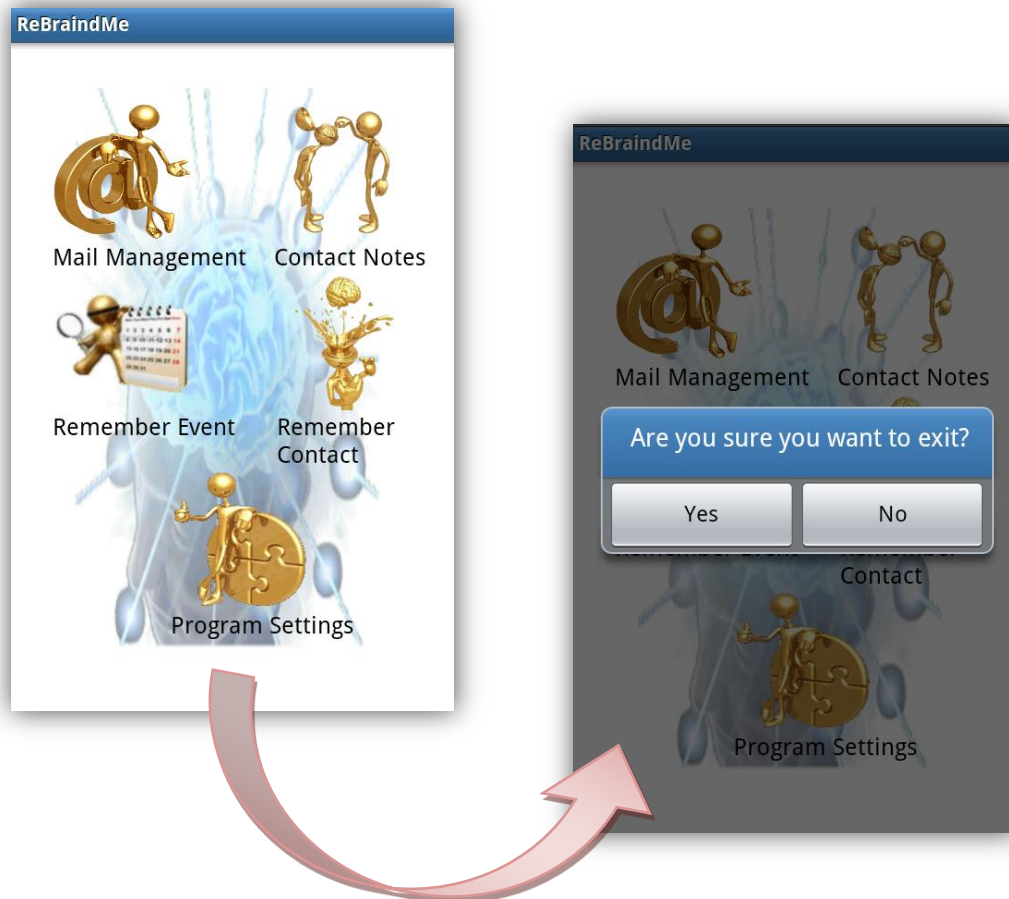 ReBraindMe
Mail Management
Contact Notes
Remember Event
Remember
Contact
Program Settings
ReBraindMe
Mail Management
Contact Notes
Are you sure you want to exit?
Yes
No
Contact
Program Settings